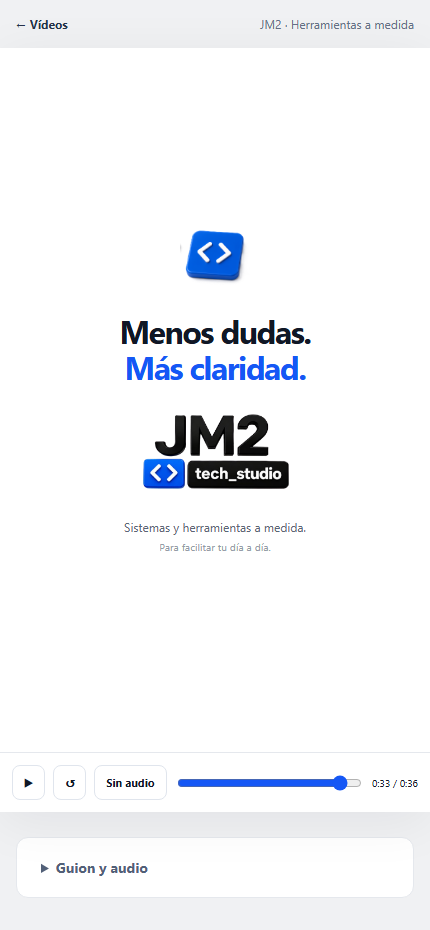 ← Vídeos
JM2 · Herramientas a medida
Menos dudas.
Más claridad.
JM2
<> tech_studio
Sistemas y herramientas a medida.
Para facilitar tu día a día.
▶ ↺ Sin audio 0:33 / 0:36
▶ Guion y audio